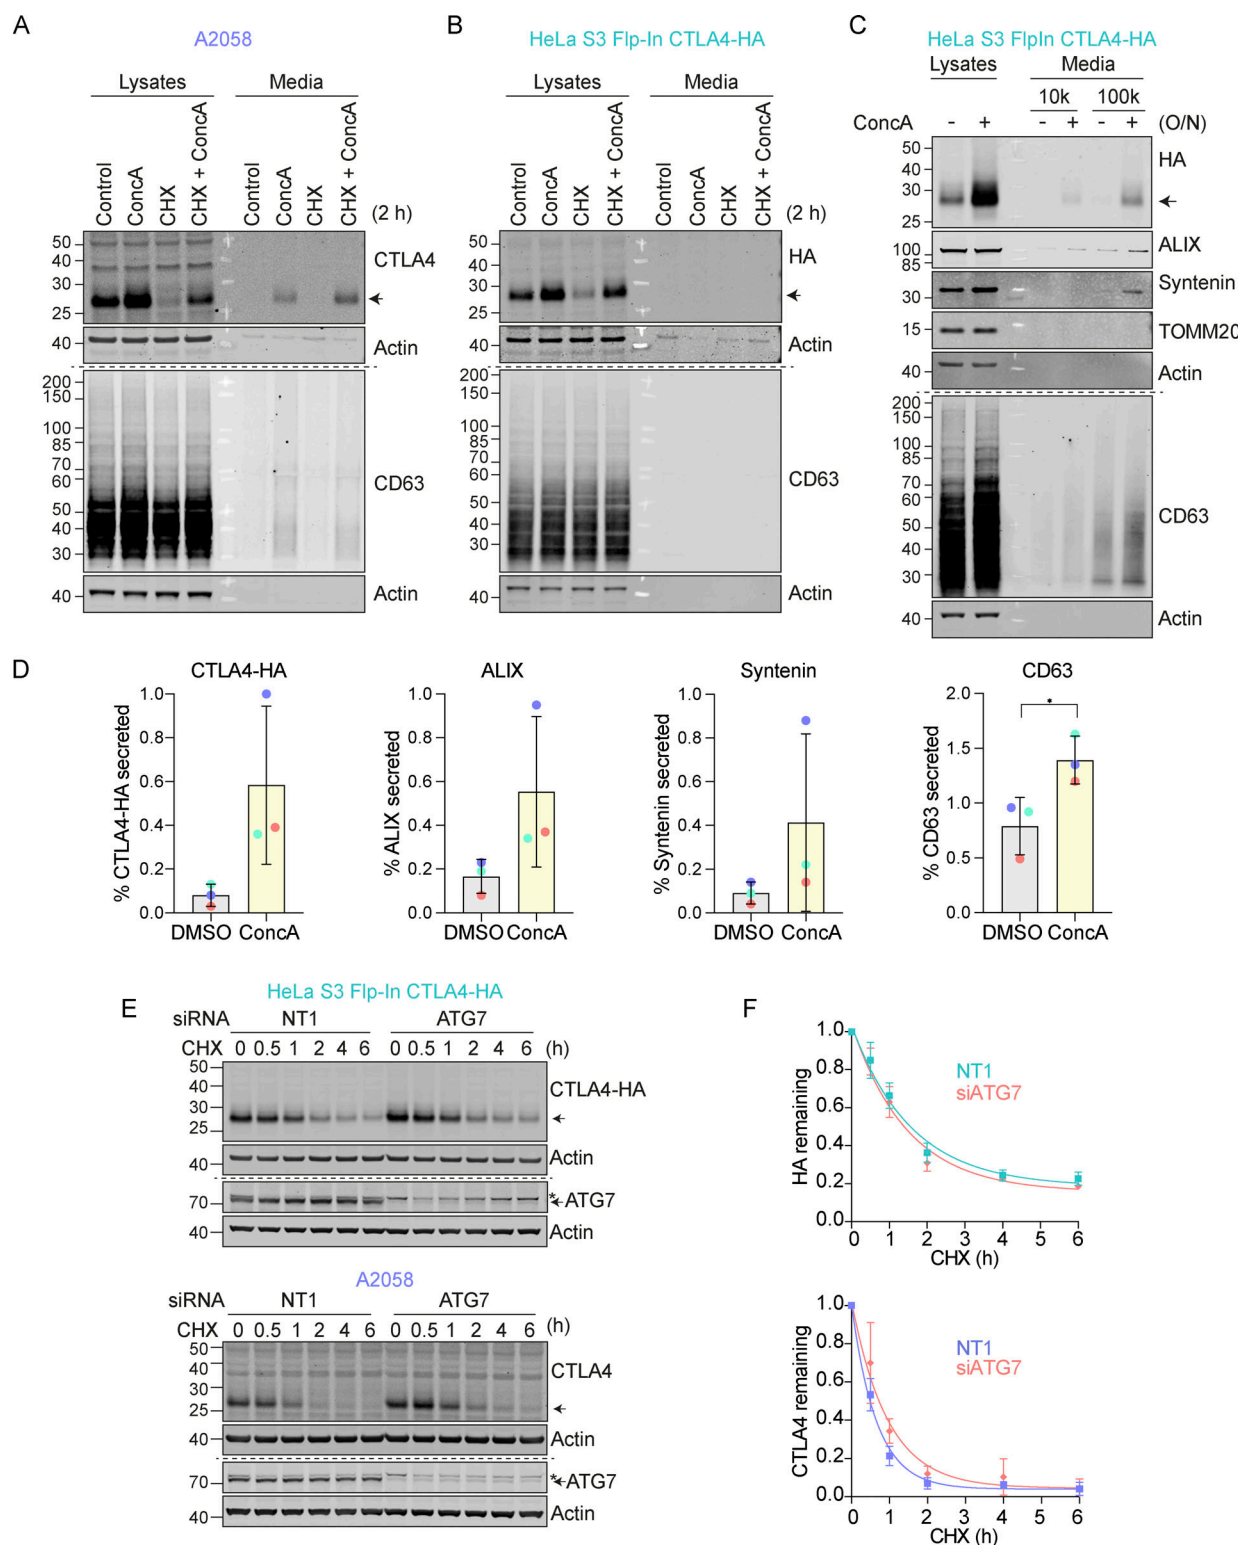 A
A2058
Lysates Media
Control ConcA CHX CHX + ConcA Control ConcA CHX CHX + ConcA (2 h)
50
40
30
25
CTLA4
40
Actin
200
150
100
85
70
60
50
40
30
CD63
40
Actin
B
HeLa S3 Flp-In CTLA4-HA
Lysates Media
Control ConcA CHX CHX + ConcA Control ConcA CHX CHX + ConcA (2 h)
50
40
30
25
HA
40
Actin
200
150
100
85
70
60
50
40
30
CD63
40
Actin
C
HeLa S3 FlpIn CTLA4-HA
Lysates Media
10k 100k
ConcA - + - + - + (O/N)
50
30
25
HA
100
85
ALIX
30
Syntenin
15
TOMM20
40
Actin
200
150
100
85
70
60
50
40
30
CD63
40
Actin
D
CTLA4-HA
% CTLA4-HA secreted
1.0
0.8
0.6
0.4
0.2
0.0
DMSO ConcA
ALIX
% ALIX secreted
1.0
0.8
0.6
0.4
0.2
0.0
DMSO ConcA
Syntenin
% Syntenin secreted
1.0
0.8
0.6
0.4
0.2
0.0
DMSO ConcA
CD63
% CD63 secreted
2.0
1.5
1.0
0.5
0.0
*
DMSO ConcA
E
HeLa S3 Flp-In CTLA4-HA
siRNA NT1 ATG7
CHX 0 0.5 1 2 4 6 0 0.5 1 2 4 6 (h)
50
40
30
25
CTLA4-HA
40
Actin
70
* ATG7
40
Actin
A2058
siRNA NT1 ATG7
CHX 0 0.5 1 2 4 6 0 0.5 1 2 4 6 (h)
50
40
30
25
CTLA4
40
Actin
70
* ATG7
40
Actin
F
HA remaining
1.0
0.8
0.6
0.4
0.2
0.0
NT1
siATG7
0 1 2 3 4 5 6
CHX (h)
CTLA4 remaining
1.0
0.8
0.6
0.4
0.2
0.0
NT1
siATG7
0 1 2 3 4 5 6
CHX (h)